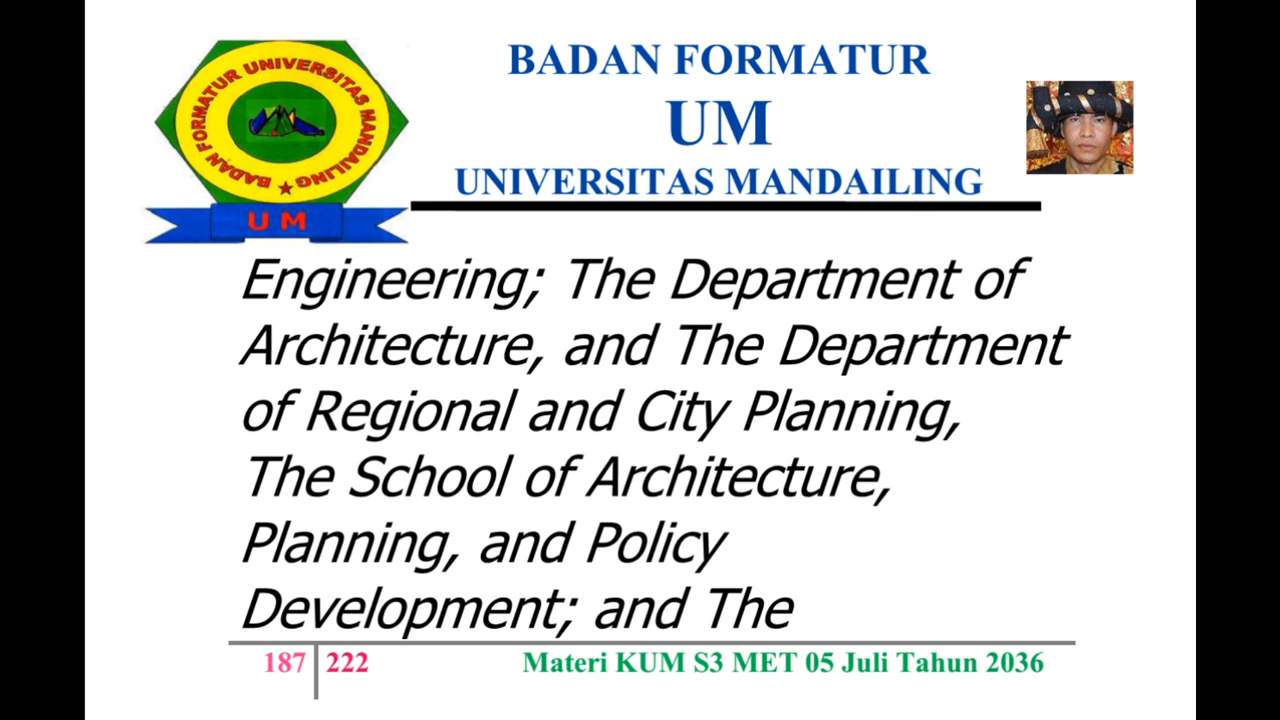 BADAN FORMATUR UNIVERSITAS MANDAILING
U M
BADAN FORMATUR
UM
UNIVERSITAS MANDAILING
Engineering; The Department of
Architecture, and The Department
of Regional and City Planning,
The School of Architecture,
Planning, and Policy
Development; and The
187 222 Materi KUM S3 MET 05 Juli Tahun 2036